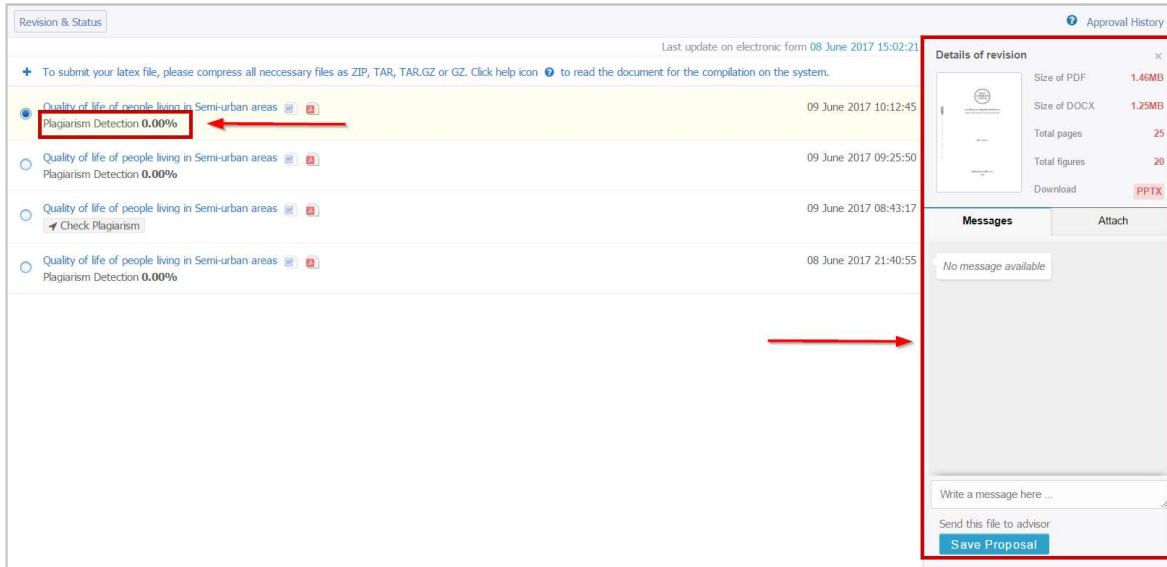 Revision & Status
Approval History
Last update on electronic form 08 June 2017 15:02:21
To submit your latex file, please compress all neccessary files as ZIP, TAR, TAR.GZ or GZ. Click help icon to read the document for the compilation on the system.
Quality of life of people living in Semi-urban areas 09 June 2017 10:12:45
Plagiarism Detection 0.00%
Quality of life of people living in Semi-urban areas 09 June 2017 09:25:50
Plagiarism Detection 0.00%
Quality of life of people living in Semi-urban areas 09 June 2017 08:43:17
Check Plagiarism
Quality of life of people living in Semi-urban areas 08 June 2017 21:40:55
Plagiarism Detection 0.00%
Details of revision
Size of PDF 1.46MB
Size of DOCX 1.25MB
Total pages 25
Total figures 20
Download PPTX
Messages Attach
No message available
Write a message here ...
Send this file to advisor
Save Proposal